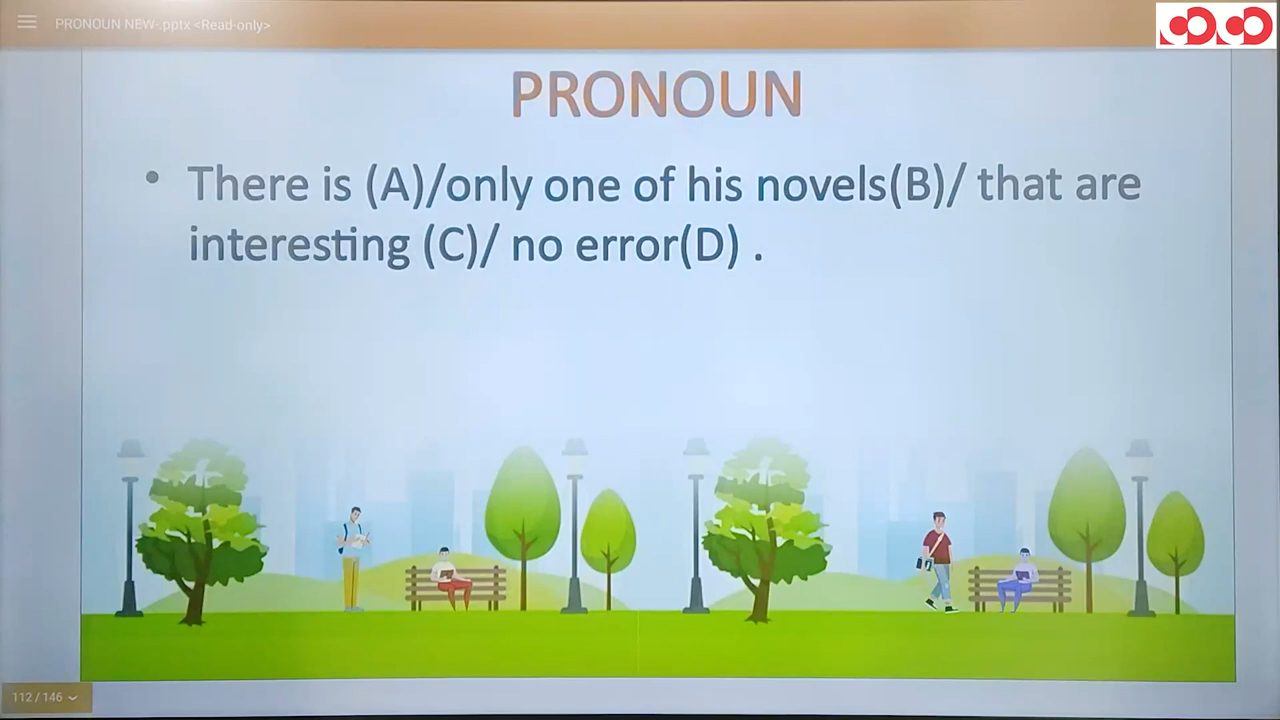 PRONOUN NEW-.pptx <Read-only>
PRONOUN
• There is (A)/only one of his novels(B)/ that are
interesting (C)/ no error(D) .
112 / 146